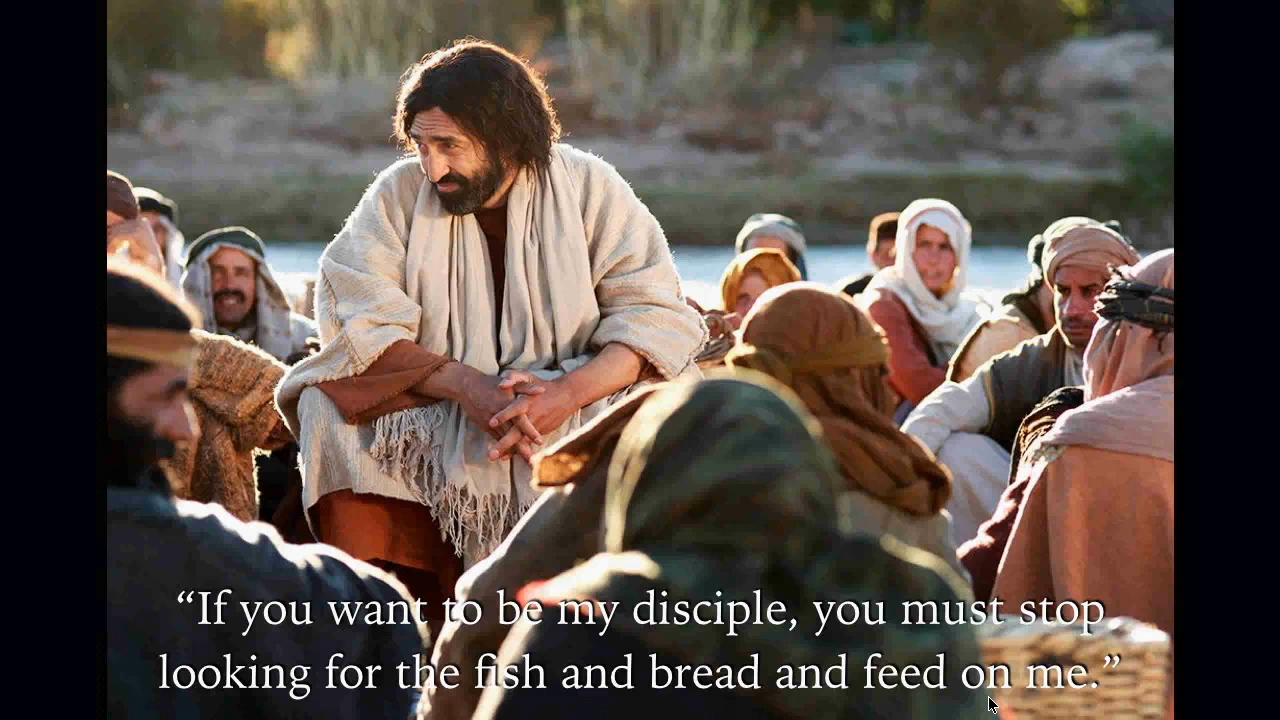 “If you want to be my disciple, you must stop
looking for the fish and bread and feed on me.”